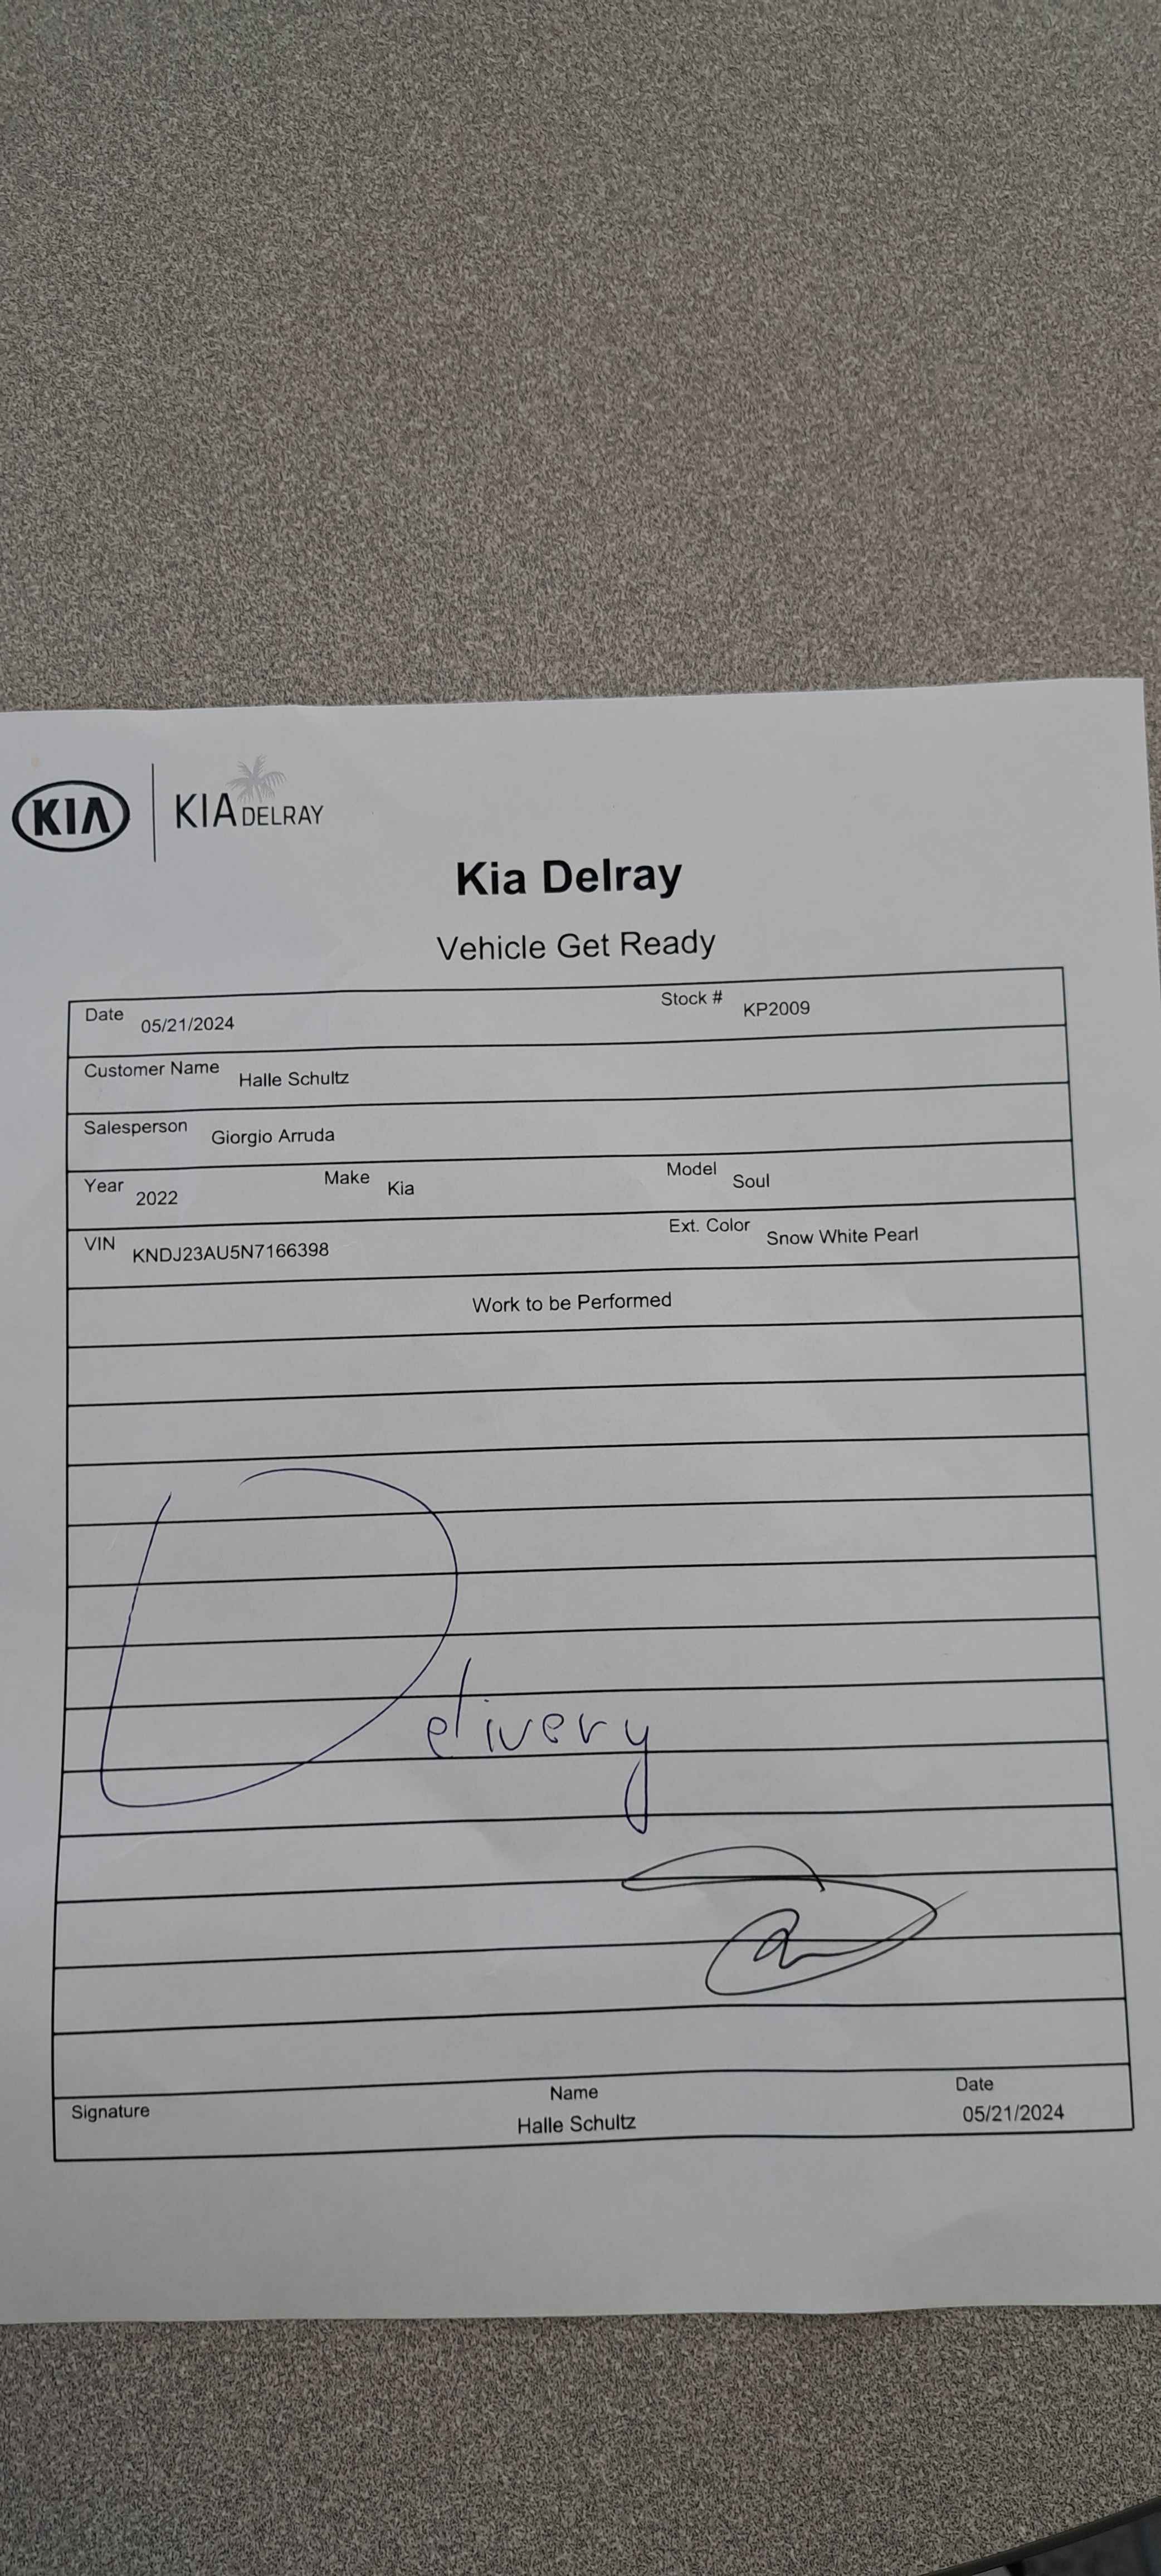 KIA KIA DELRAY
Kia Delray
Vehicle Get Ready
Date 05/21/2024 Stock # KP2009
Customer Name Halle Schultz
Salesperson Giorgio Arruda
Year 2022 Make Kia Model Soul
VIN KNDJ23AU5N7166398 Ext. Color Snow White Pearl
Work to be Performed
Delivery
Signature Name Date
Halle Schultz 05/21/2024